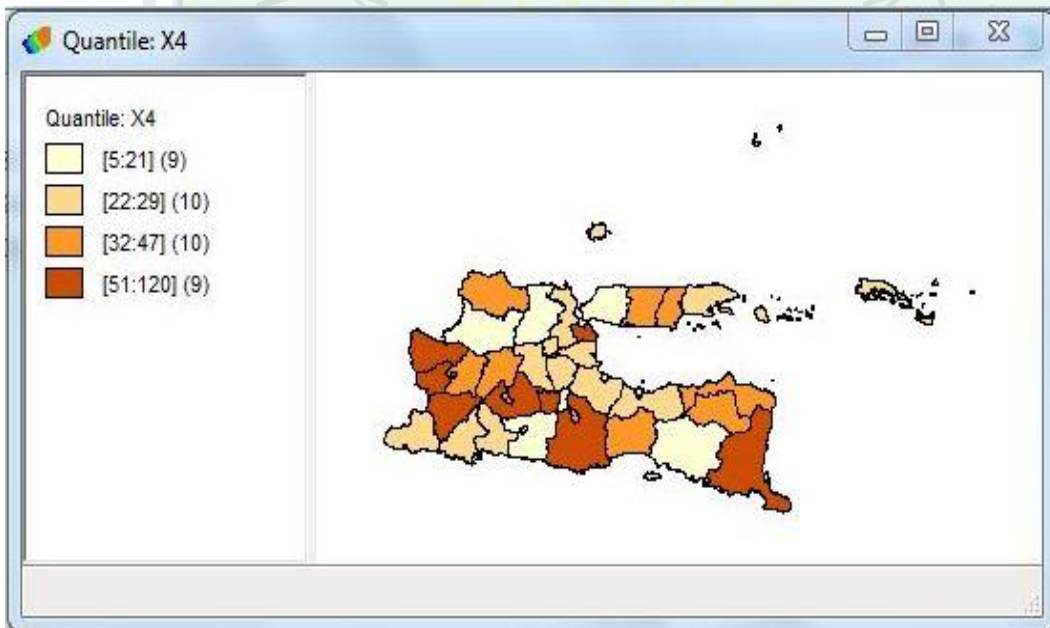 Quantile: X4
Quantile: X4
[5:21] (9)
[22:29] (10)
[32:47] (10)
[51:120] (9)